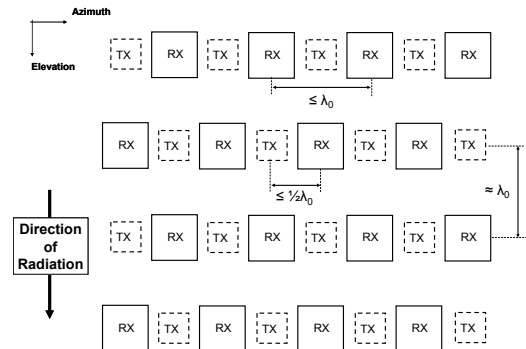 Azimuth
Elevation
TX RX TX RX TX RX TX RX
≤ λ0
RX TX RX TX RX TX RX TX
≤ ½λ0
≈ λ0
TX RX TX RX TX RX TX RX
Direction
of
Radiation
RX TX RX TX RX TX RX TX